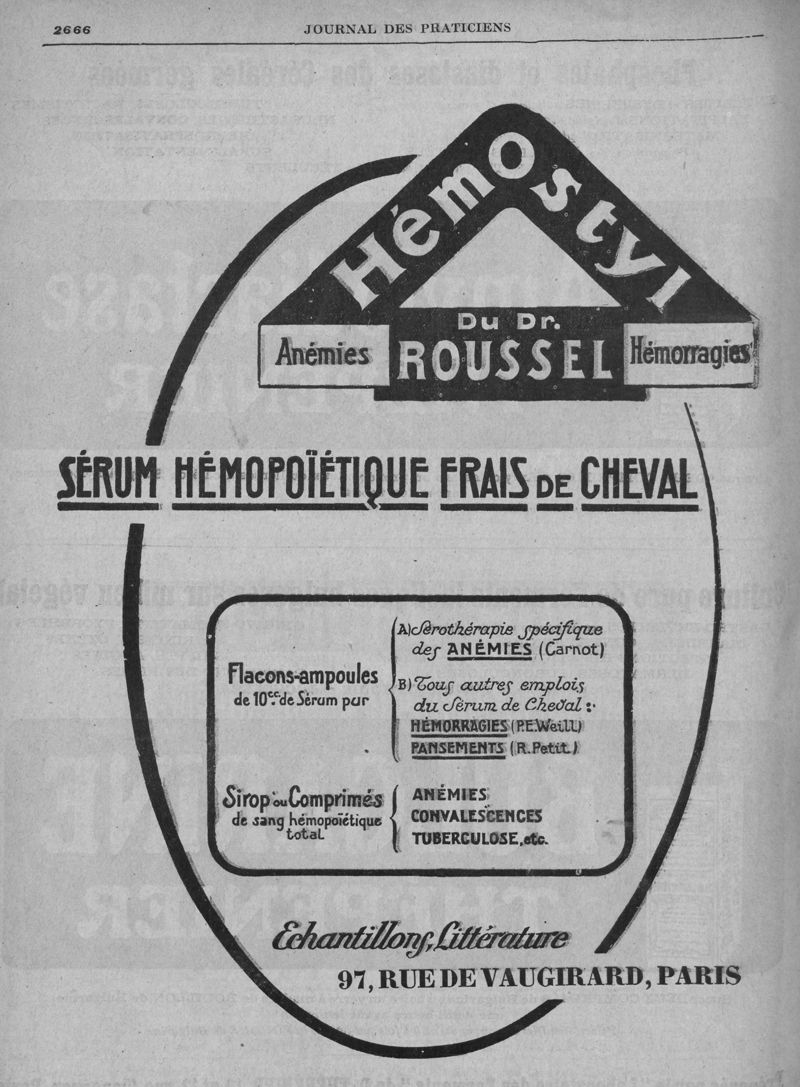 2666
JOURNAL DES PRATICIENS
Hémostyl
Du Dr.
Anémies
ROUSSEL
Hémorragies
SÉRUM HÉMOPOÏÉTIQUE FRAIS DE CHEVAL
Flacons-ampoules
de 10cc. de Sérum pur
A) Sérothérapie spécifique
des ANÉMIES (Carnot)
B) Tous autres emplois
du Sérum de Cheval :
HÉMORRAGIES (P.E.Weill)
PANSEMENTS (R.Petit)
Sirop ou Comprimés
de sang hémopoïétique
total
ANÉMIES
CONVALESCENCES
TUBERCULOSE, etc.
Echantillons, Littérature
97, RUE DE VAUGIRARD, PARIS